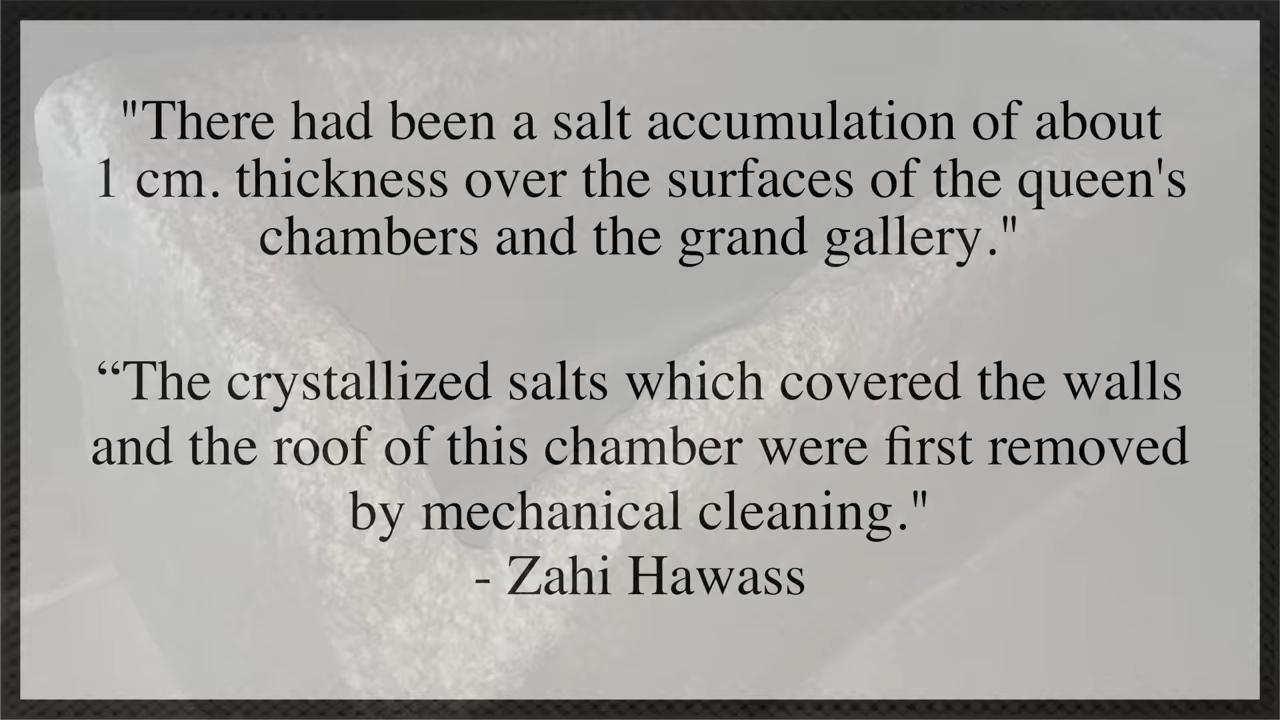 "There had been a salt accumulation of about
1 cm. thickness over the surfaces of the queen's
chambers and the grand gallery."
“The crystallized salts which covered the walls
and the roof of this chamber were first removed
by mechanical cleaning."
- Zahi Hawass